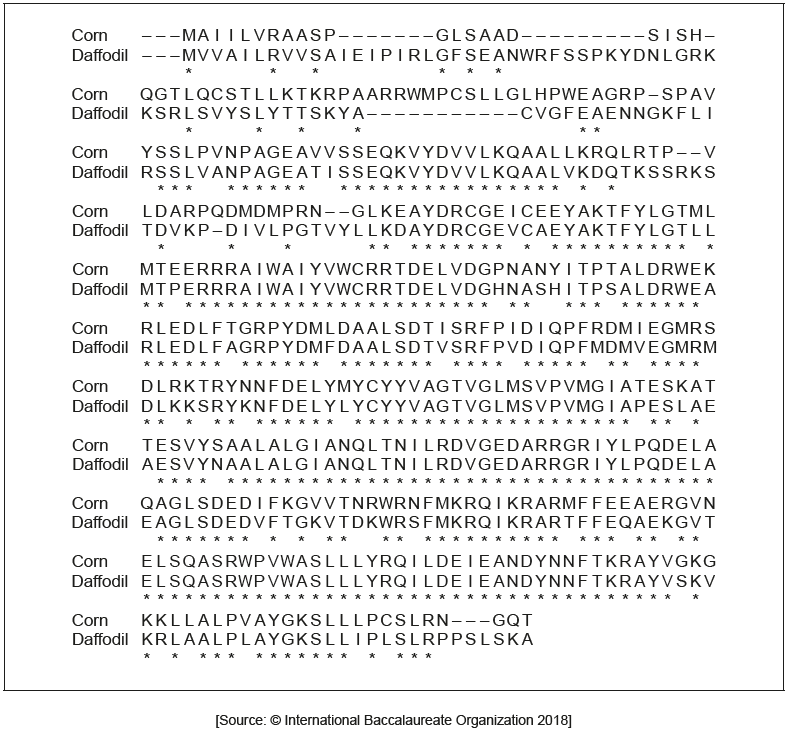 Corn ---MAIILVRAASP-------GLSAAD---------SISH-
Daffodil ---MVVAILRVVSAIEIPIRLGFSEANWRFSSPKYDNLGRK
* * * * * *
Corn QGTLQCSTLLKTKRPAARRWMPCSLLGLHPWEAGRP-SPAV
Daffodil KSRLSVYSLYTTSKYA-----------CVGFEAENNGKFLI
* * * * **
Corn YSSLPVNPAGEAVVSSEQKVYDVVLKQAALLKRQLRTP--V
Daffodil RSSLVANPAGEATISSEQKVYDVVLKQAALVKDQTKSSRKS
*** ****** **************** * *
Corn LDARPQDMDMPRN--GLKEAYDRCGEICEEYAKTFYLGTML
Daffodil TDVKP-DIVLPGTVYLLKDAYDRCGEVCAEYAKTFYLGTLL
* * * ** ******* * *********** *
Corn MTEERRRAIWAIYVWCRRTDELVDGPNANYITPTALDRWEK
Daffodil MTPERRRAIWAIYVWCRRTDELVDGHNASHITPSALDRWEA
** ********************** ** *** ******
Corn RLEDLFTGRPYDMLDAALSDTISRFPIDIQPFRDMIEGMRS
Daffodil RLEDLFAGRPYDMFDAALSDTVSRFPVDIQPFMDMVEGMRM
****** ****** ******* **** ***** ** ****
Corn DLRKTRYNNFDELYMYCYYVAGTVGLMSVPVMGIATESKAT
Daffodil DLKKSRYKNFDELYLYCYYVAGTVGLMSVPVMGIAPESLAE
** * ** ****** ******************** ** *
Corn TESVYSAALALGIANQLTNILRDVGEDARRGRIYLPQDELA
Daffodil AESVYNAALALGIANQLTNILRDVGEDARRGRIYLPQDELA
**** ***********************************
Corn QAGLSDEDIFKGVVTNRWRNFMKRQIKRARMFFEEAERGVN
Daffodil EAGLSDEDVFTGKVTDKWRSFMKRQIKRARTFFEQAEKGVT
******* * * ** ** ********** *** ** **
Corn ELSQASRWPVWASLLLYRQILDEIEANDYNNFTKRAYVGKG
Daffodil ELSQASRWPVWASLLLYRQILDEIEANDYNNFTKRAYVSKV
************************************** *
Corn KKLLALPVAYGKSLLLPCSLRN---GQT
Daffodil KRLAALPLAYGKSLLIPLSLRPPSLSKA
* * *** ******* * ***
[Source: © International Baccalaureate Organization 2018]